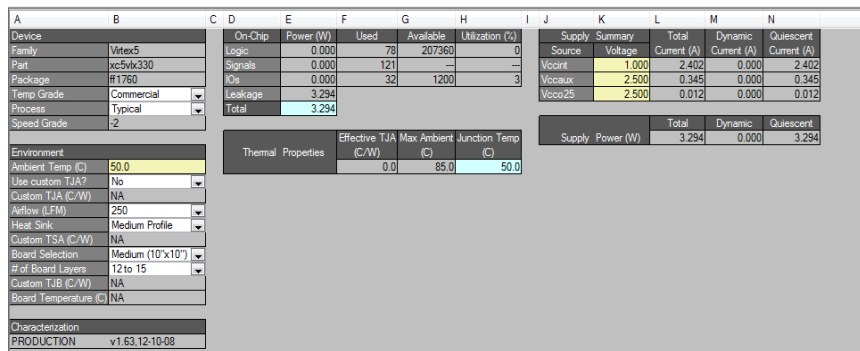 A B C D E F G H I J K L M N
Device On-Chip Power (W) Used Available Utilization (%) Supply Summary Total Dynamic Quiescent
Family Virtex5 Logic 0.000 78 207360 0 Source Voltage Current (A) Current (A) Current (A)
Part xc5vlx330 Signals 0.000 121 --- --- Vccint 1.000 2.402 0.000 2.402
Package ff1760 IOs 0.000 32 1200 3 Vccaux 2.500 0.345 0.000 0.345
Temp Grade Commercial Leakage 3.294 Vcco25 2.500 0.012 0.000 0.012
Process Typical Total 3.294
Speed Grade -2 Total Dynamic Quiescent
Effective TJA Max Ambient Junction Temp Supply Power (W) 3.294 0.000 3.294
Environment Thermal Properties (C/W) (C) (C)
Ambient Temp (C) 50.0 0.0 85.0 50.0
Use custom TJA? No
Custom TJA (C/W) NA
Airflow (LFM) 250
Heat Sink Medium Profile
Custom TSA (C/W) NA
Board Selection Medium (10"x10")
# of Board Layers 12 to 15
Custom TJB (C/W) NA
Board Temperature (C) NA
Characterization
PRODUCTION v1.63,12-10-08